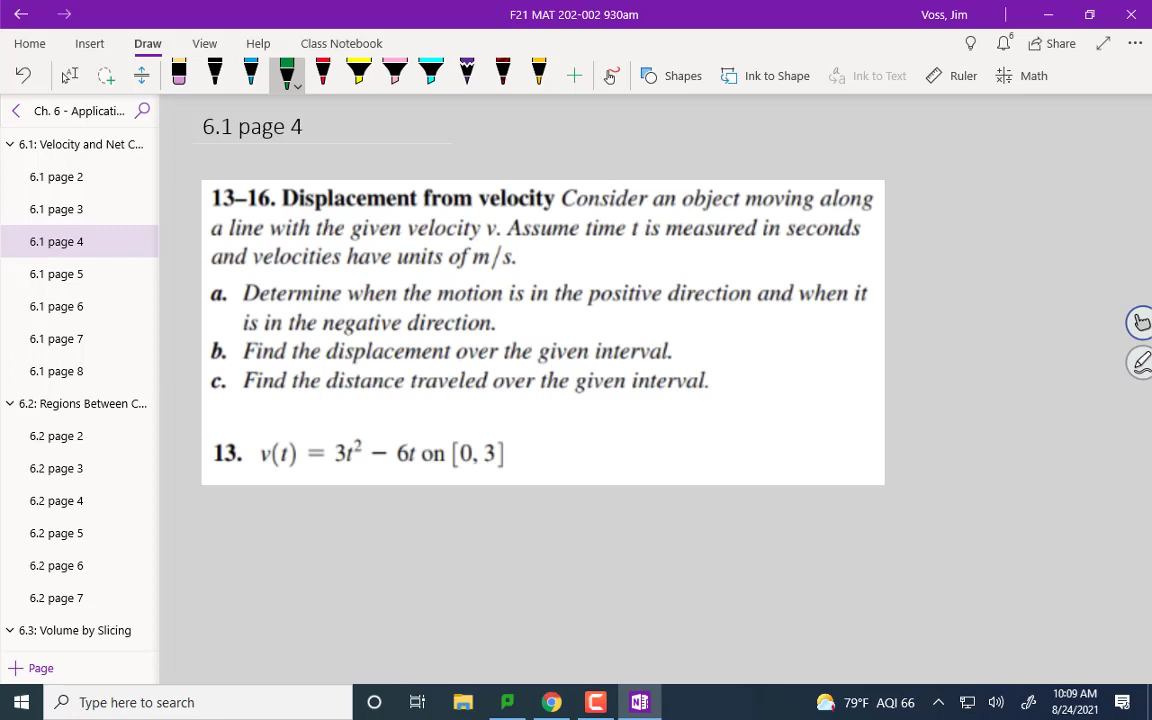 F21 MAT 202-002 930am
Voss, Jim
Home Insert Draw View Help Class Notebook
6
Share
Shapes Ink to Shape Ink to Text Ruler Math
Ch. 6 - Applicati...
6.1: Velocity and Net C...
6.1 page 2
6.1 page 3
6.1 page 4
6.1 page 5
6.1 page 6
6.1 page 7
6.1 page 8
6.2: Regions Between C...
6.2 page 2
6.2 page 3
6.2 page 4
6.2 page 5
6.2 page 6
6.2 page 7
6.3: Volume by Slicing
Page
6.1 page 4
13–16. Displacement from velocity Consider an object moving along
a line with the given velocity v. Assume time t is measured in seconds
and velocities have units of m/s.
a. Determine when the motion is in the positive direction and when it
is in the negative direction.
b. Find the displacement over the given interval.
c. Find the distance traveled over the given interval.
13. v(t) = 3t² − 6t on [0, 3]
Type here to search
79°F AQI 66
10:09 AM
8/24/2021